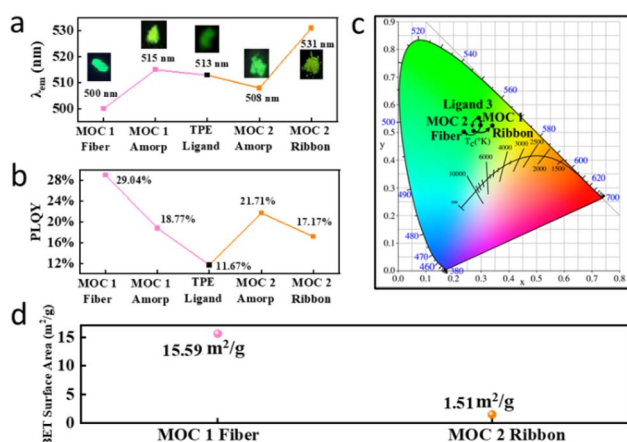 a
λem (nm)
530
520
510
500
500 nm
515 nm
513 nm
508 nm
531 nm
MOC 1 Fiber
MOC 1 Amorp
TPE Ligand
MOC 2 Amorp
MOC 2 Ribbon
b
PLQY
28%
24%
20%
16%
12%
29.04%
18.77%
11.67%
21.71%
17.17%
MOC 1 Fiber
MOC 1 Amorp
TPE Ligand
MOC 2 Amorp
MOC 2 Ribbon
c
0.9
0.8
0.7
0.6
0.5
0.4
0.3
0.2
0.1
0.0
y
520
540
560
580
600
620
700
500
490
480
470
460
380
Ligand 3
MOC 2
MOC 1
Fiber
Ribbon
Tc(°K)
∞
10000
6000
4000
3000
2500
2000
1500
0.0 0.1 0.2 0.3 0.4 0.5 0.6 0.7 0.8
x
d
BET Surface Area (m²/g)
15
10
5
0
15.59 m²/g
1.51 m²/g
MOC 1 Fiber
MOC 2 Ribbon